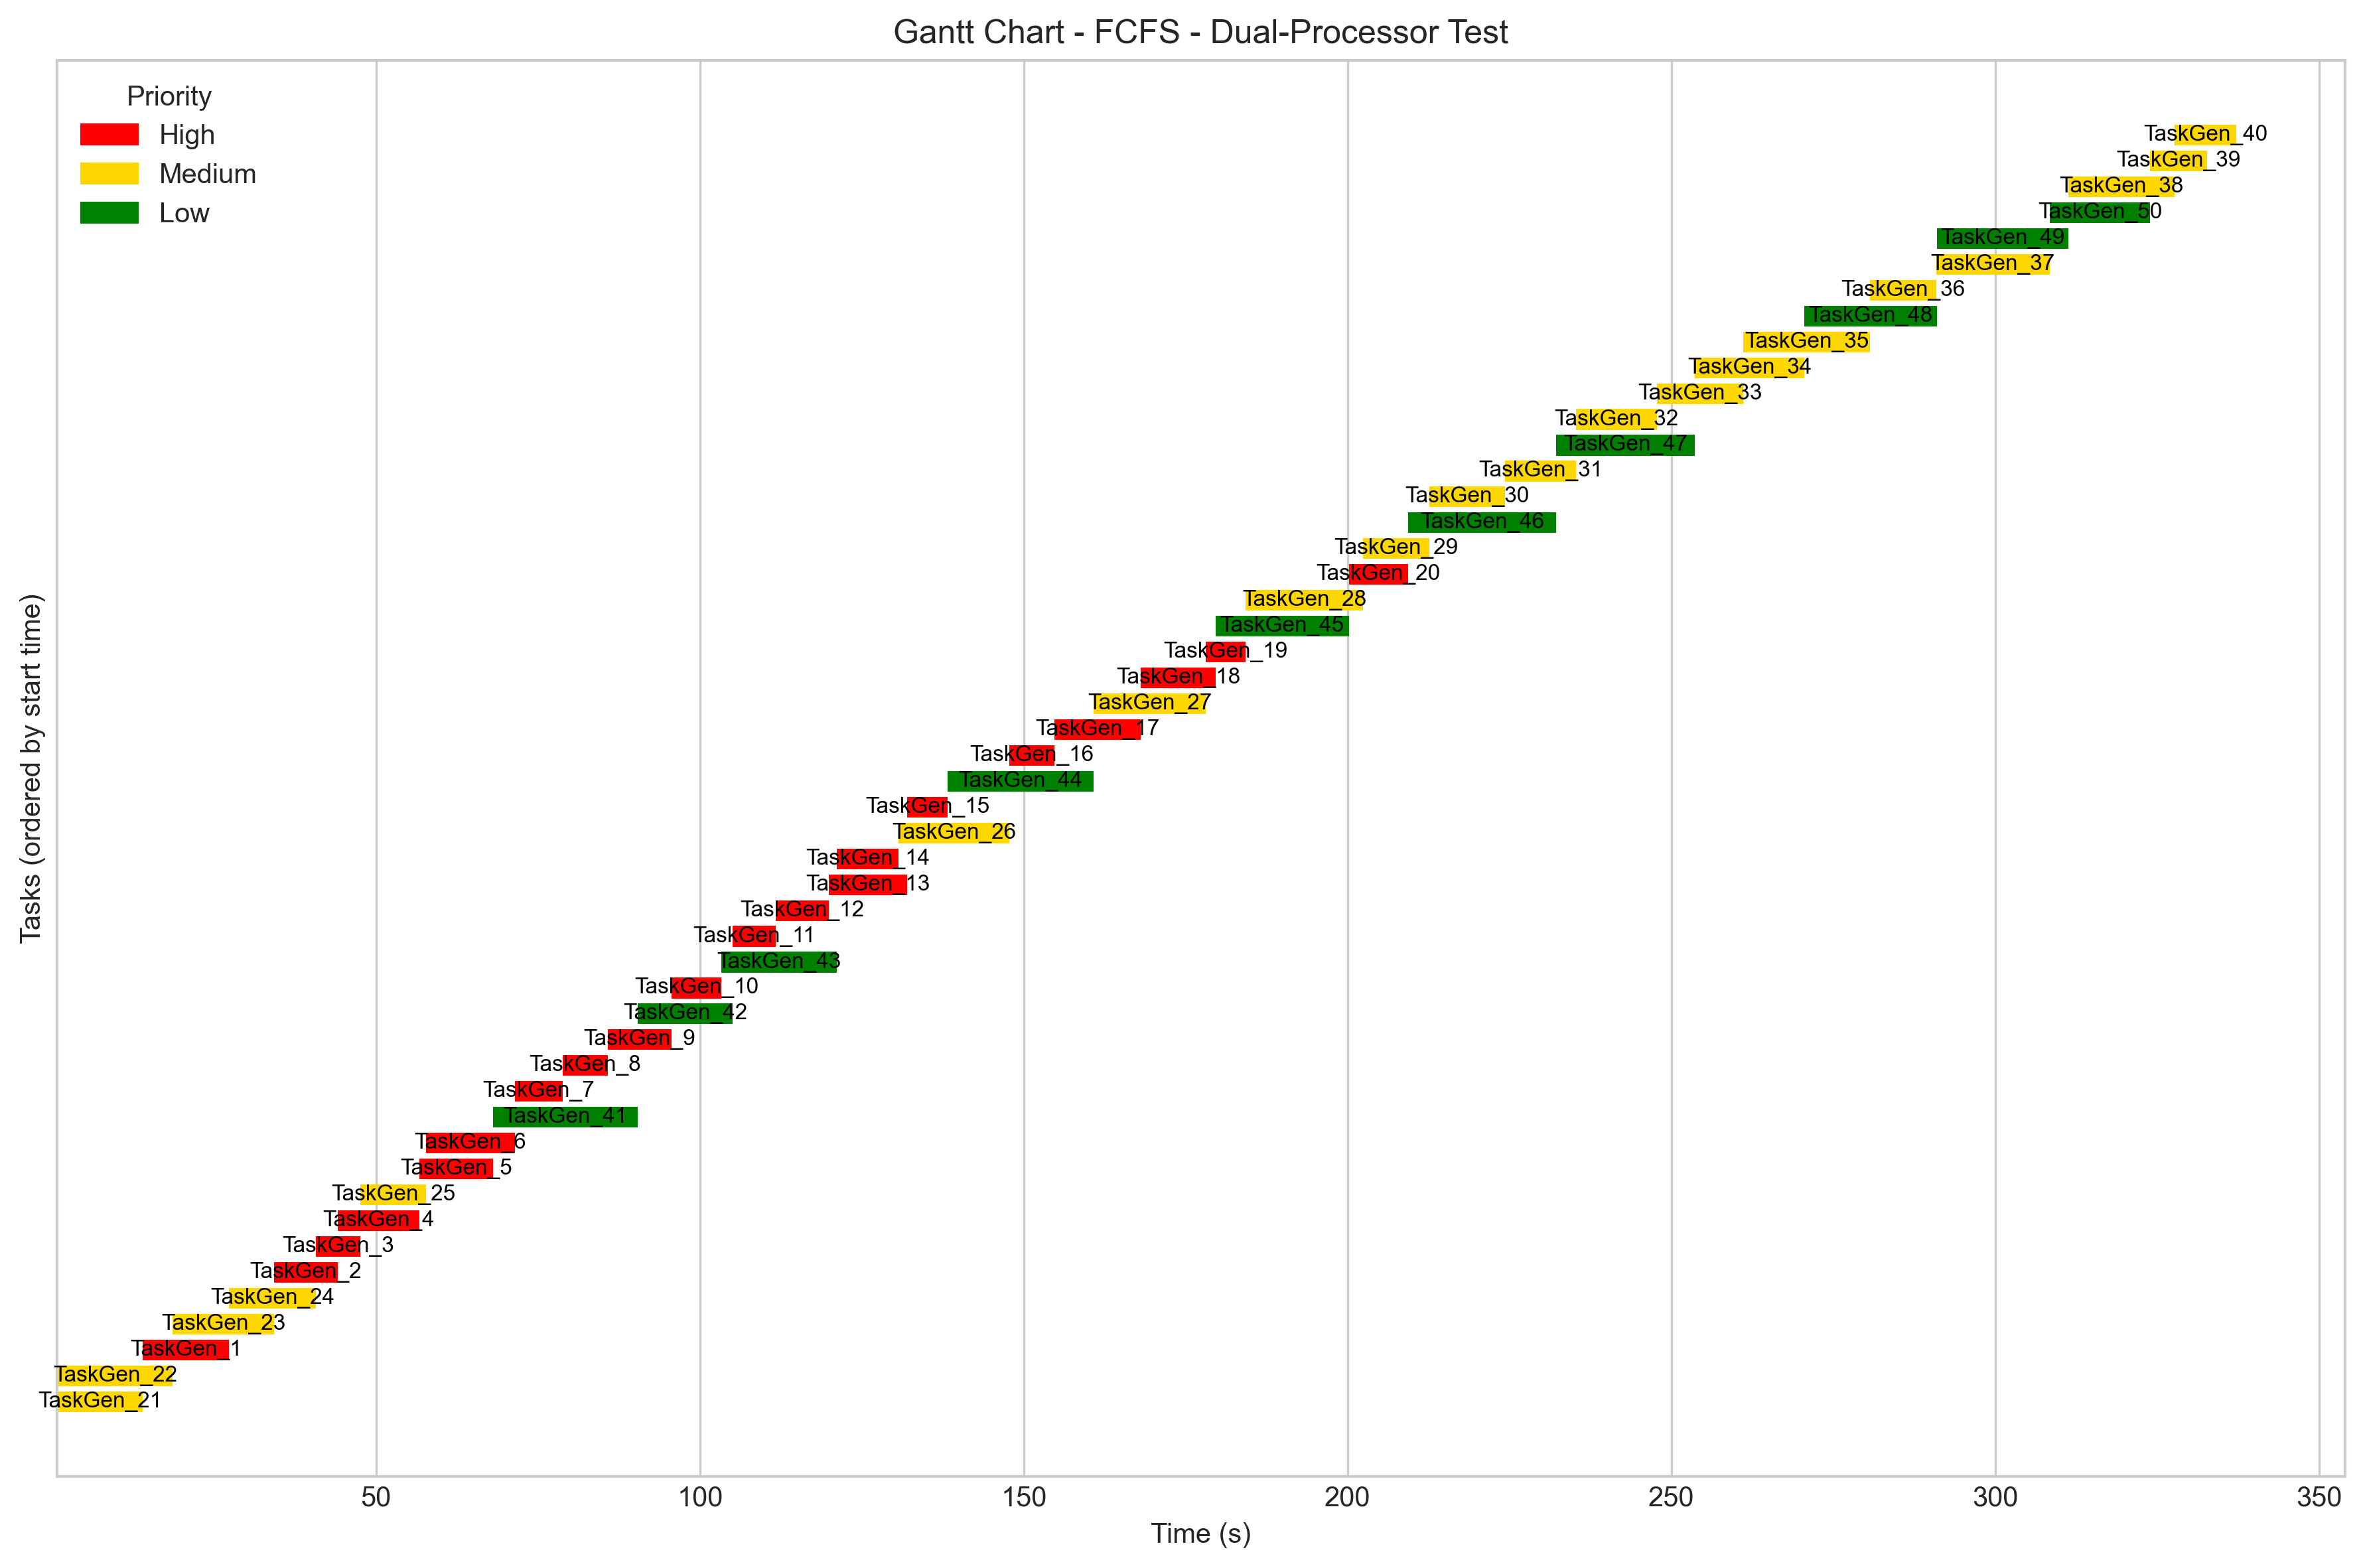 Gantt Chart - FCFS - Dual-Processor Test
Priority
High
Medium
Low
TaskGen_40
TaskGen_39
TaskGen_38
TaskGen_50
TaskGen_49
TaskGen_37
TaskGen_36
TaskGen_48
TaskGen_35
TaskGen_34
TaskGen_33
TaskGen_32
TaskGen_47
TaskGen_31
TaskGen_30
TaskGen_46
TaskGen_29
TaskGen_20
TaskGen_28
TaskGen_45
TaskGen_19
TaskGen_18
TaskGen_27
TaskGen_17
TaskGen_16
TaskGen_44
TaskGen_15
TaskGen_26
TaskGen_14
TaskGen_13
TaskGen_12
TaskGen_11
TaskGen_43
TaskGen_10
TaskGen_42
TaskGen_9
TaskGen_8
TaskGen_7
TaskGen_41
TaskGen_6
TaskGen_5
TaskGen_25
TaskGen_4
TaskGen_3
TaskGen_2
TaskGen_24
TaskGen_23
TaskGen_1
TaskGen_22
TaskGen_21
Tasks (ordered by start time)
50 100 150 200 250 300 350
Time (s)